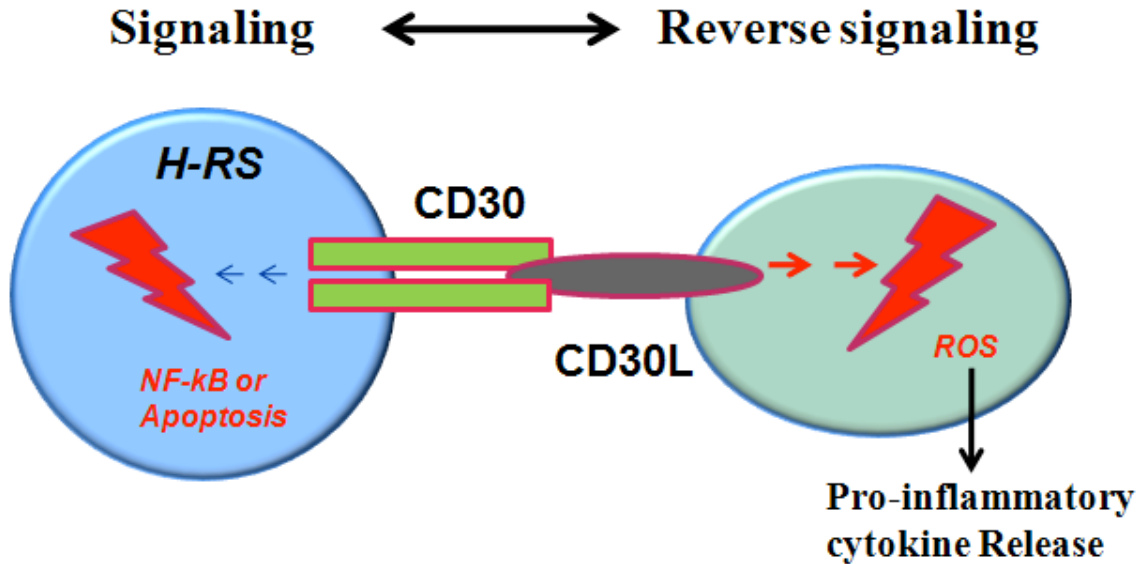 Signaling
Reverse signaling
H-RS
CD30
CD30L
NF-kB or
Apoptosis
ROS
Pro-inflammatory
cytokine Release